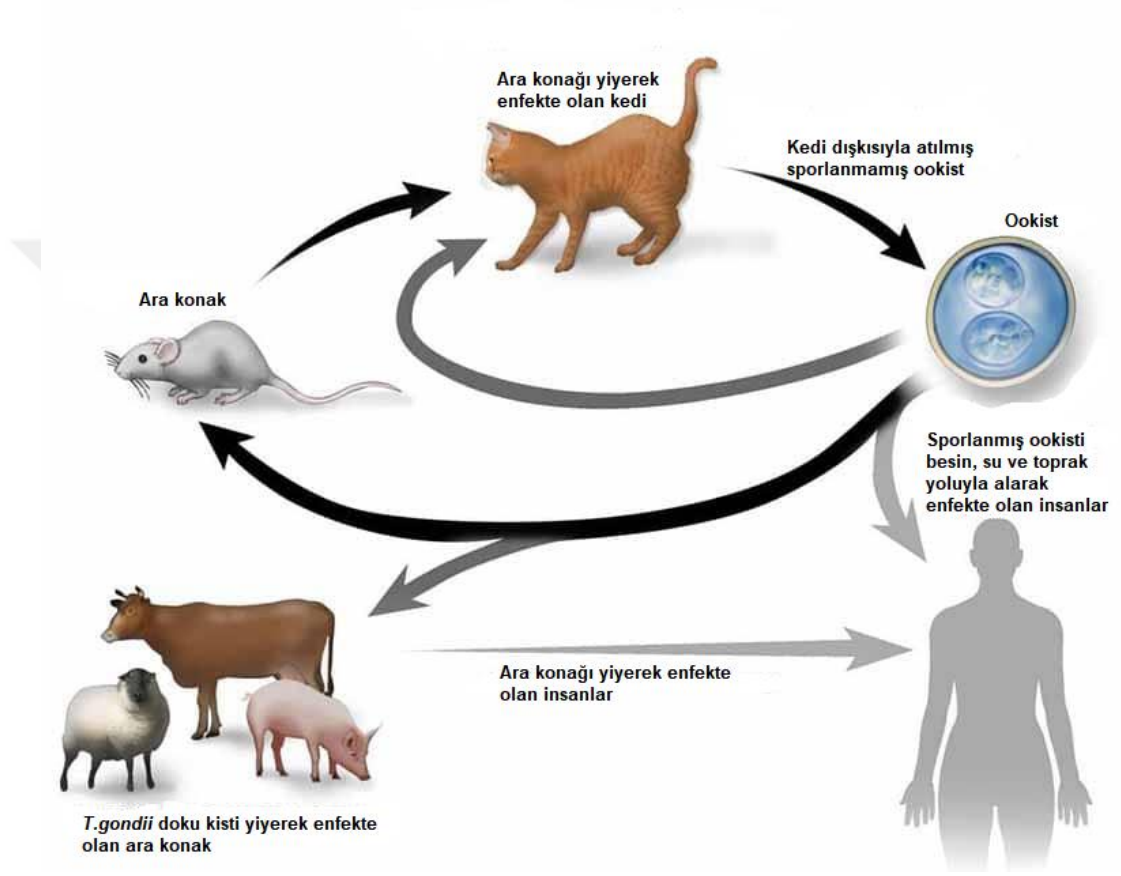 Ara konağı yiyerek
enfekte olan kedi
Kedi dışkısıyla atılmış
sporlanmamış ookist
Ookist
Ara konak
Sporlanmış ookisti
besin, su ve toprak
yoluyla alarak
enfekte olan insanlar
Ara konağı yiyerek enfekte
olan insanlar
T.gondii doku kisti yiyerek enfekte
olan ara konak